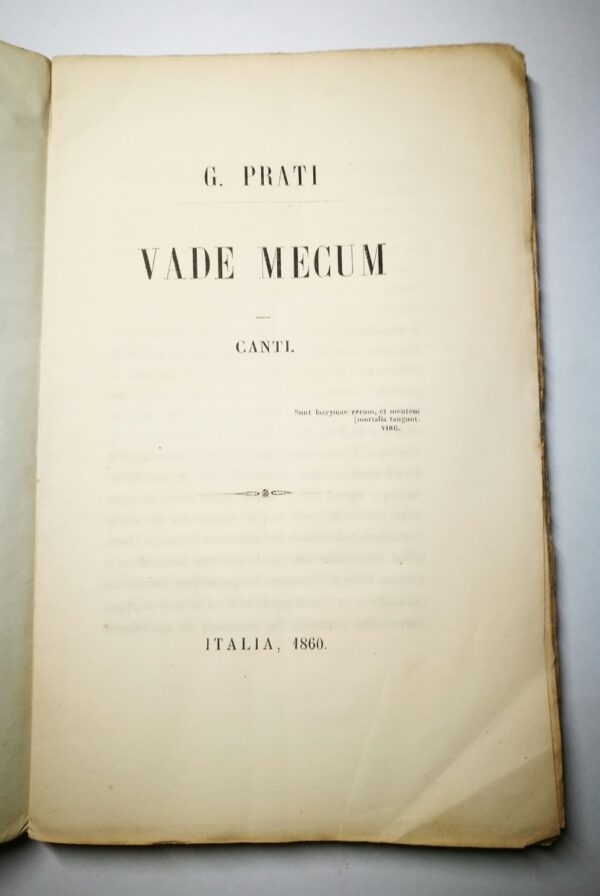 G. PRATI
VADE MECUM
CANTI.
Sunt lacrymae rerum, et mentem
(mortalia tangunt.
VIRG.
ITALIA, 1860.